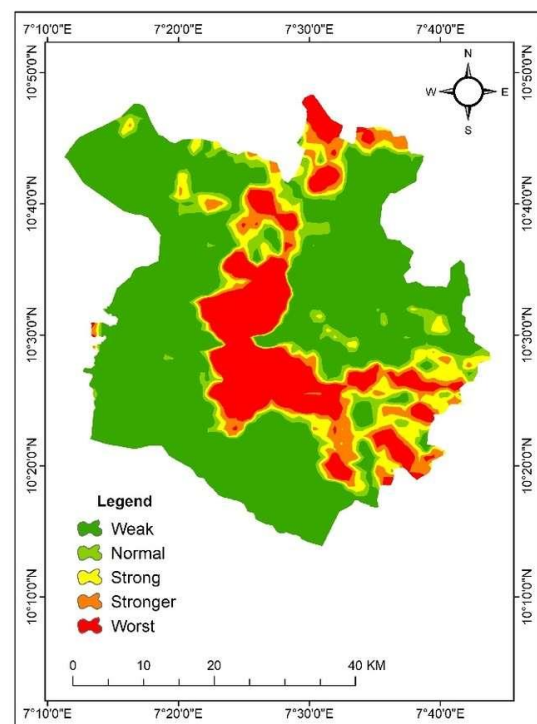 7°10'0"E 7°20'0"E 7°30'0"E 7°40'0"E
10°50'0"N 10°50'0"N
N
W E
S
10°40'0"N 10°40'0"N
10°30'0"N 10°30'0"N
10°20'0"N 10°20'0"N
Legend
Weak
Normal
Strong
Stronger
Worst
10°10'0"N 10°10'0"N
0 10 20 40 KM
7°10'0"E 7°20'0"E 7°30'0"E 7°40'0"E